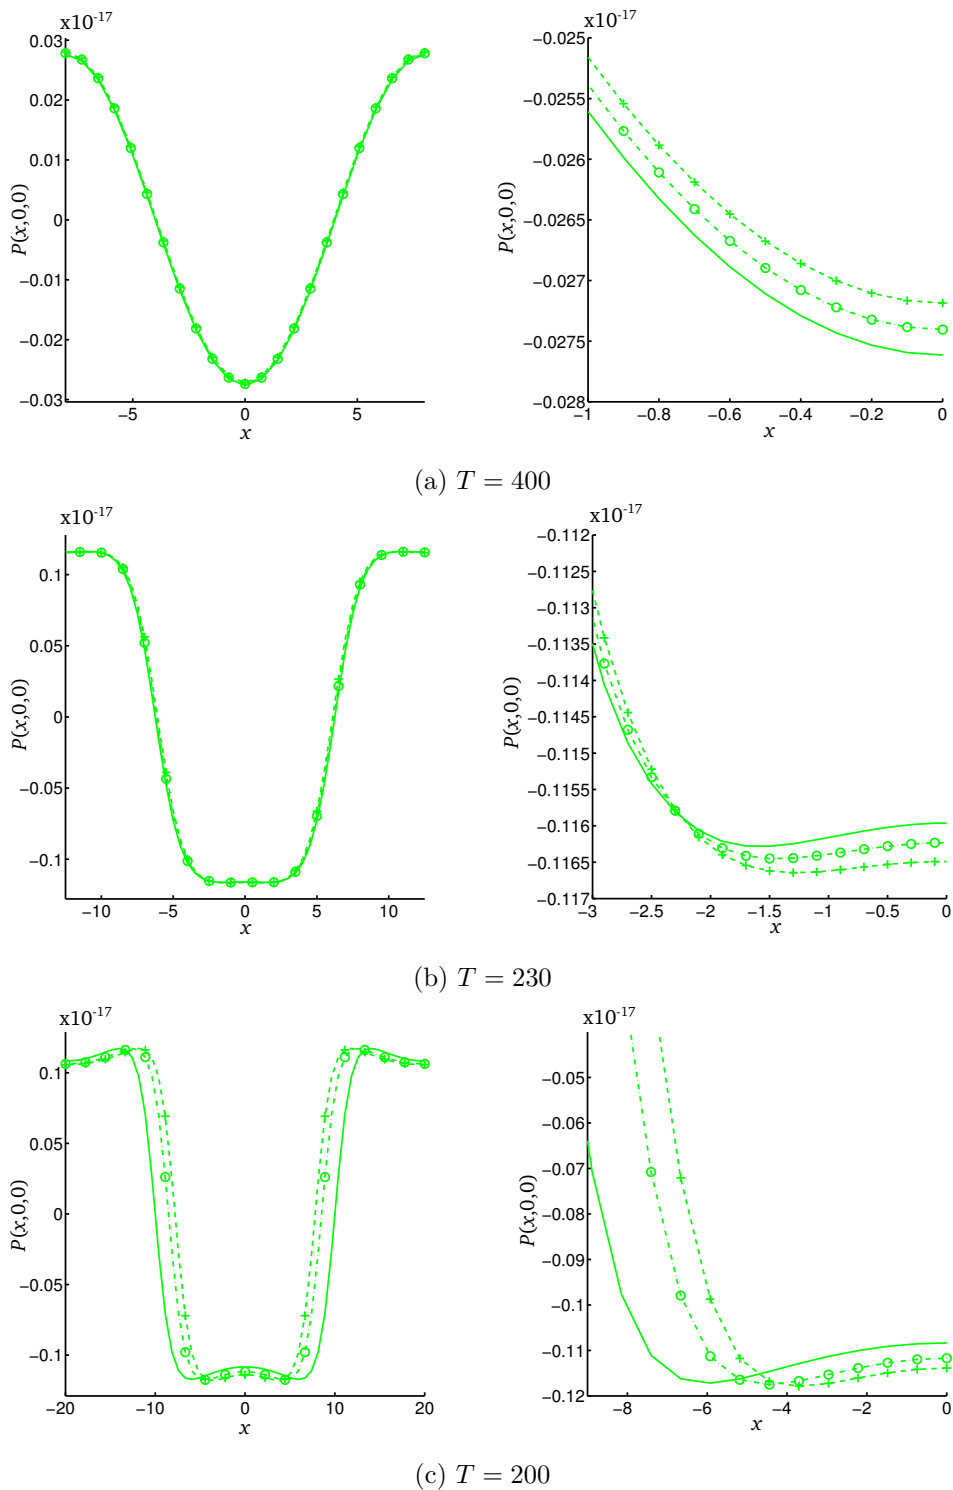 x10-17
0.03
0.02
0.01
0
−0.01
−0.02
−0.03
P(x,0,0)
−5 0 5
x
x10-17
−0.025
−0.0255
−0.026
−0.0265
−0.027
−0.0275
−0.028
P(x,0,0)
−1 −0.8 −0.6 −0.4 −0.2 0
x
(a) T = 400
x10-17
0.1
0.05
0
−0.05
−0.1
P(x,0,0)
−10 −5 0 5 10
x
x10-17
−0.112
−0.1125
−0.113
−0.1135
−0.114
−0.1145
−0.115
−0.1155
−0.116
−0.1165
−0.117
P(x,0,0)
−3 −2.5 −2 −1.5 −1 −0.5 0
x
(b) T = 230
x10-17
0.1
0.05
0
−0.05
−0.1
P(x,0,0)
−20 −10 0 10 20
x
x10-17
−0.05
−0.06
−0.07
−0.08
−0.09
−0.1
−0.11
−0.12
P(x,0,0)
−8 −6 −4 −2 0
x
(c) T = 200